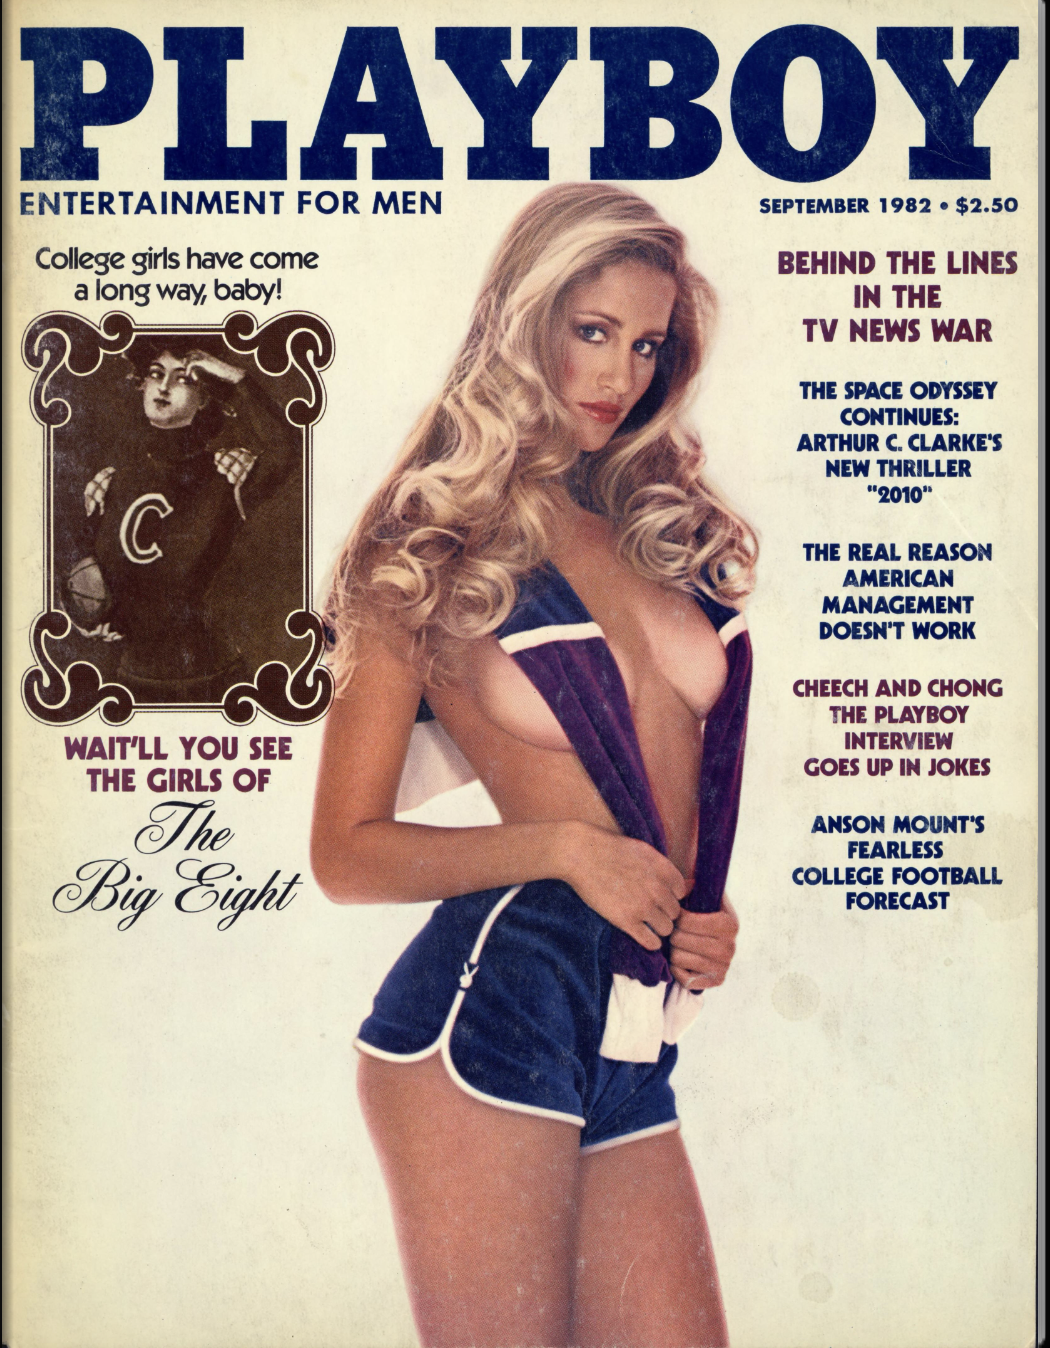 PLAYBOY
ENTERTAINMENT FOR MEN
SEPTEMBER 1982 • $2.50
College girls have come
a long way, baby!
C
WAIT'LL YOU SEE
THE GIRLS OF
The
Big Eight
BEHIND THE LINES
IN THE
TV NEWS WAR
THE SPACE ODYSSEY
CONTINUES:
ARTHUR C. CLARKE'S
NEW THRILLER
"2010"
THE REAL REASON
AMERICAN
MANAGEMENT
DOESN'T WORK
CHEECH AND CHONG
THE PLAYBOY
INTERVIEW
GOES UP IN JOKES
ANSON MOUNT'S
FEARLESS
COLLEGE FOOTBALL
FORECAST